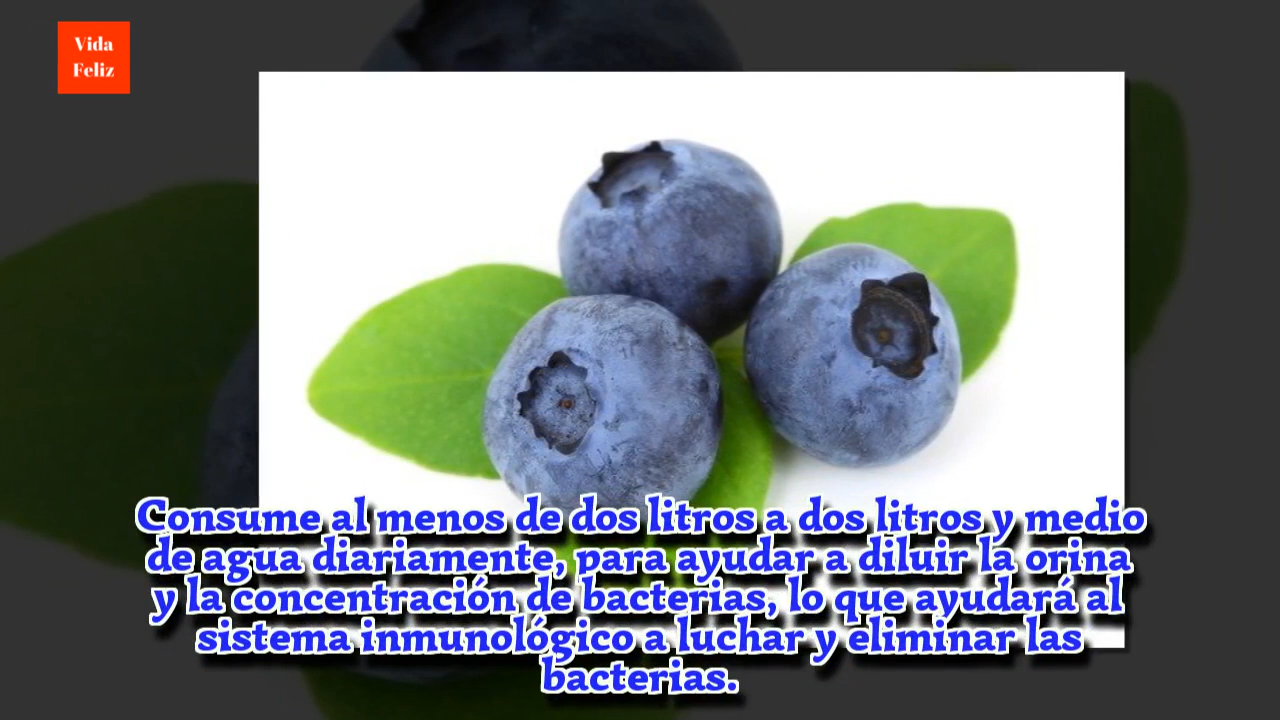 Vida
Feliz
Consume al menos de dos litros a dos litros y medio
de agua diariamente, para ayudar a diluir la orina
y la concentración de bacterias, lo que ayudará al
sistema inmunológico a luchar y eliminar las
bacterias.